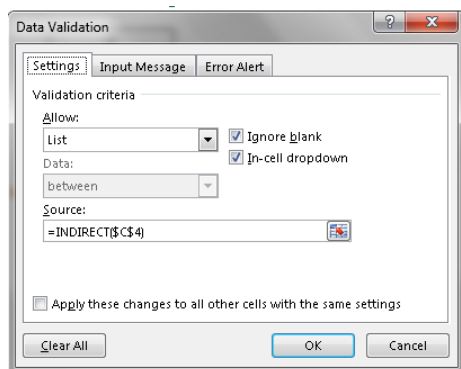 Data Validation
Settings Input Message Error Alert
Validation criteria
Allow:
List
Ignore blank
Data:
In-cell dropdown
between
Source:
=INDIRECT($C$4)
Apply these changes to all other cells with the same settings
Clear All OK Cancel